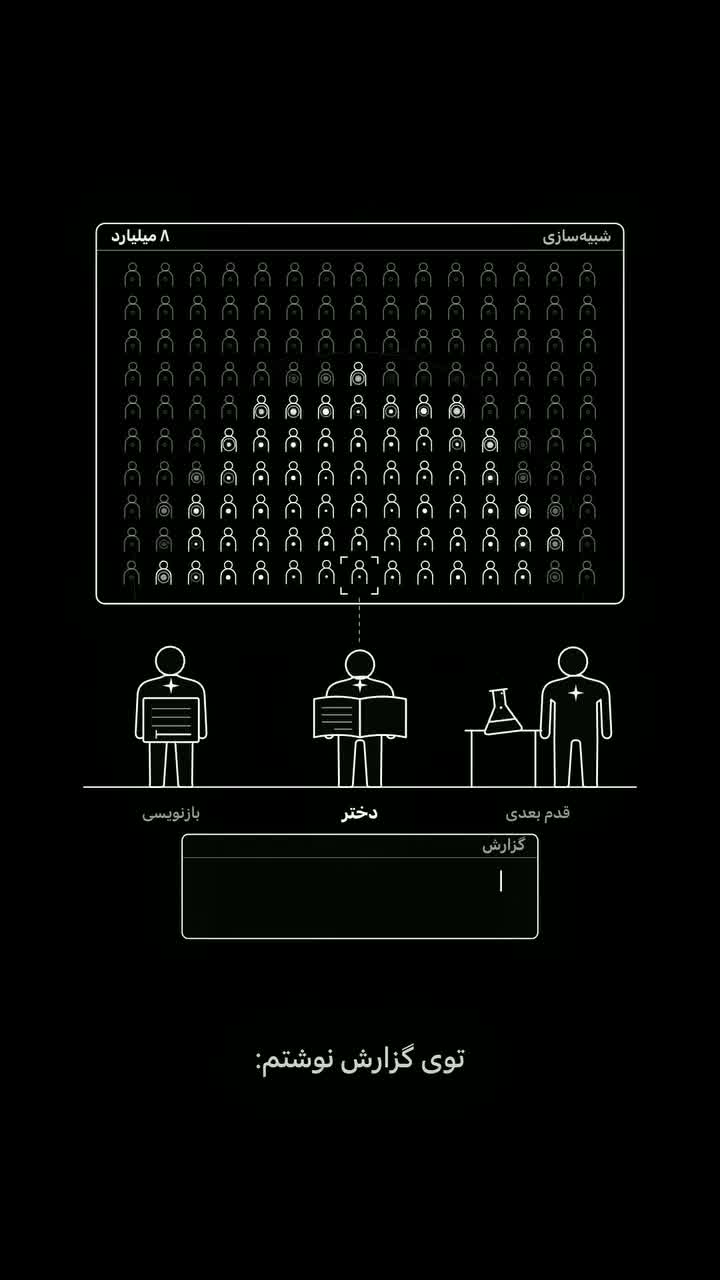 شبیه‌سازی
۸ میلیارد
قدم بعدی
دختر
بازنویسی
گزارش
توی گزارش نوشتم: